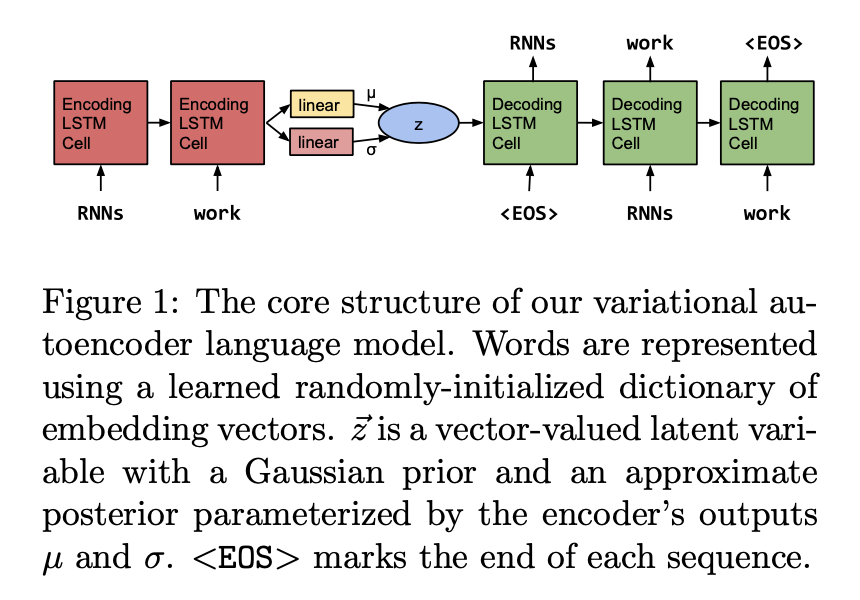 RNNs work <EOS>
Encoding LSTM Cell
Encoding LSTM Cell
linear
linear
μ
σ
z
Decoding LSTM Cell
Decoding LSTM Cell
Decoding LSTM Cell
RNNs work <EOS> RNNs work
Figure 1: The core structure of our variational au-
toencoder language model. Words are represented
using a learned randomly-initialized dictionary of
embedding vectors. z⃗ is a vector-valued latent vari-
able with a Gaussian prior and an approximate
posterior parameterized by the encoder's outputs
μ and σ. <EOS> marks the end of each sequence.